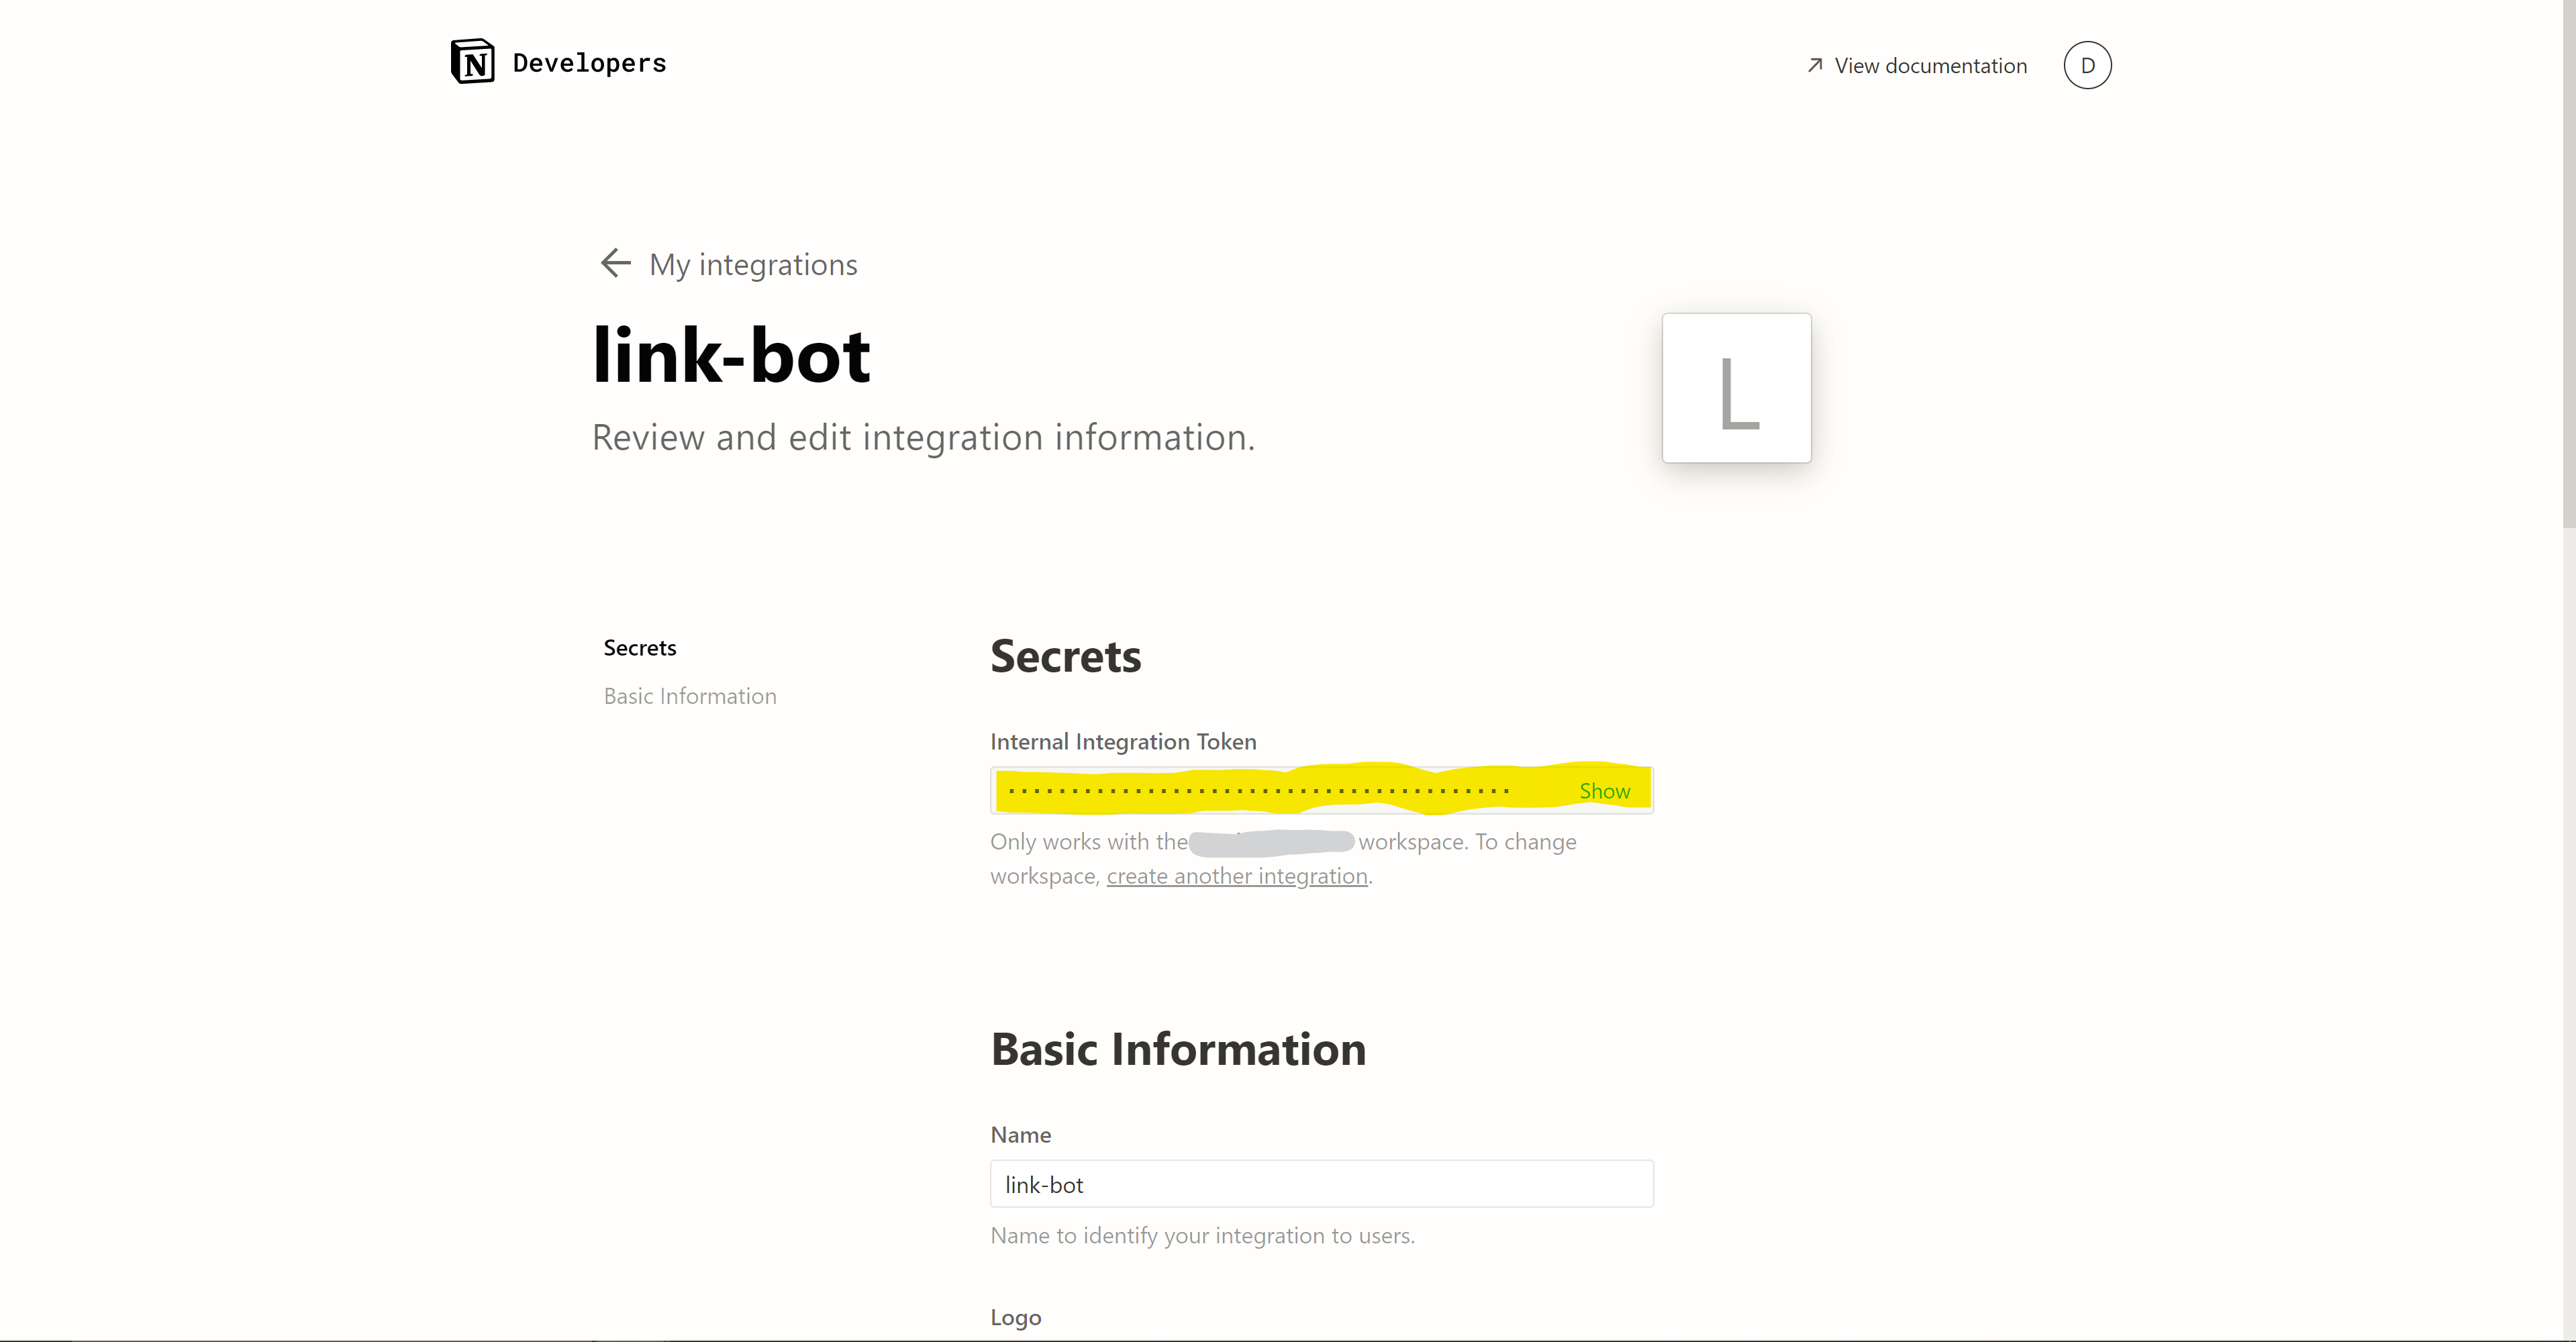 N Developers
View documentation
D
My integrations
link-bot
L
Review and edit integration information.
Secrets
Basic Information
Secrets
Internal Integration Token
Show
Only works with the workspace. To change
workspace, create another integration.
Basic Information
Name
link-bot
Name to identify your integration to users.
Logo